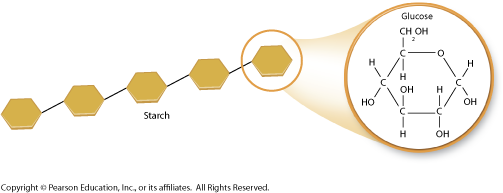 Glucose
CH2OH
C O
H H
H
C C
HO OH H OH
C C
H OH
Starch
Copyright © Pearson Education, Inc., or its affiliates. All Rights Reserved.